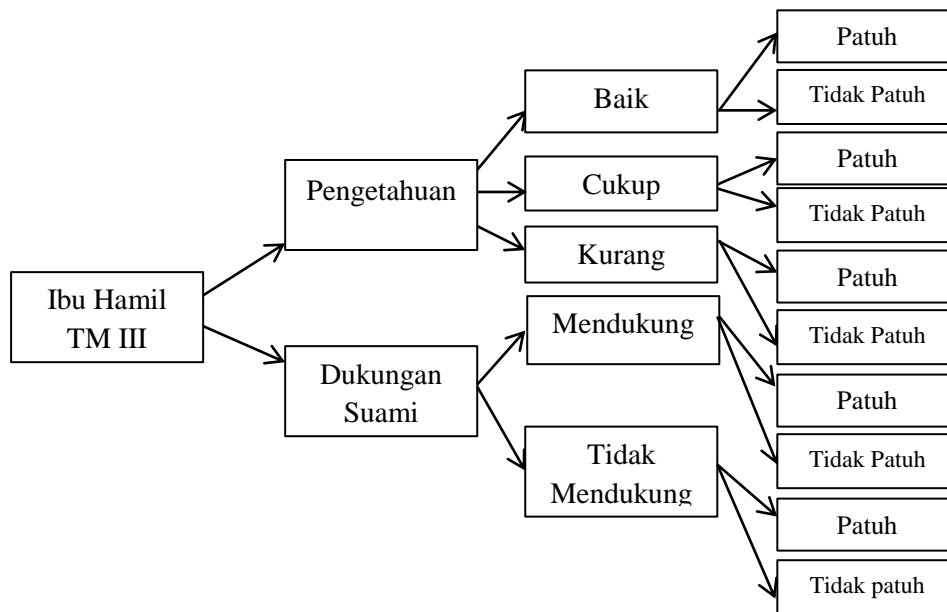 Ibu Hamil
TM III
Pengetahuan
Dukungan
Suami
Baik
Cukup
Kurang
Mendukung
Tidak
Mendukung
Patuh
Tidak Patuh
Patuh
Tidak Patuh
Patuh
Tidak Patuh
Patuh
Tidak Patuh
Patuh
Tidak patuh